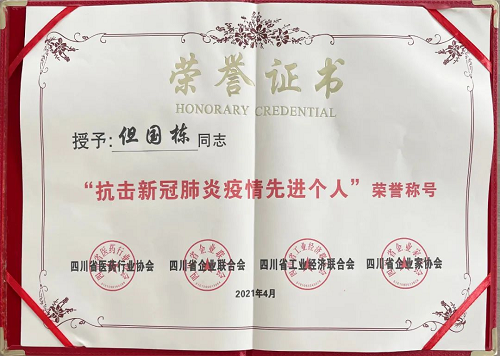 荣誉证书
HONORARY CREDENTIAL
授予:但国栋同志
“抗击新冠肺炎疫情先进个人”荣誉称号
四川省医药行业协会 四川省企业联合会 四川省工业经济联合会 四川省企业家协会
2021年4月